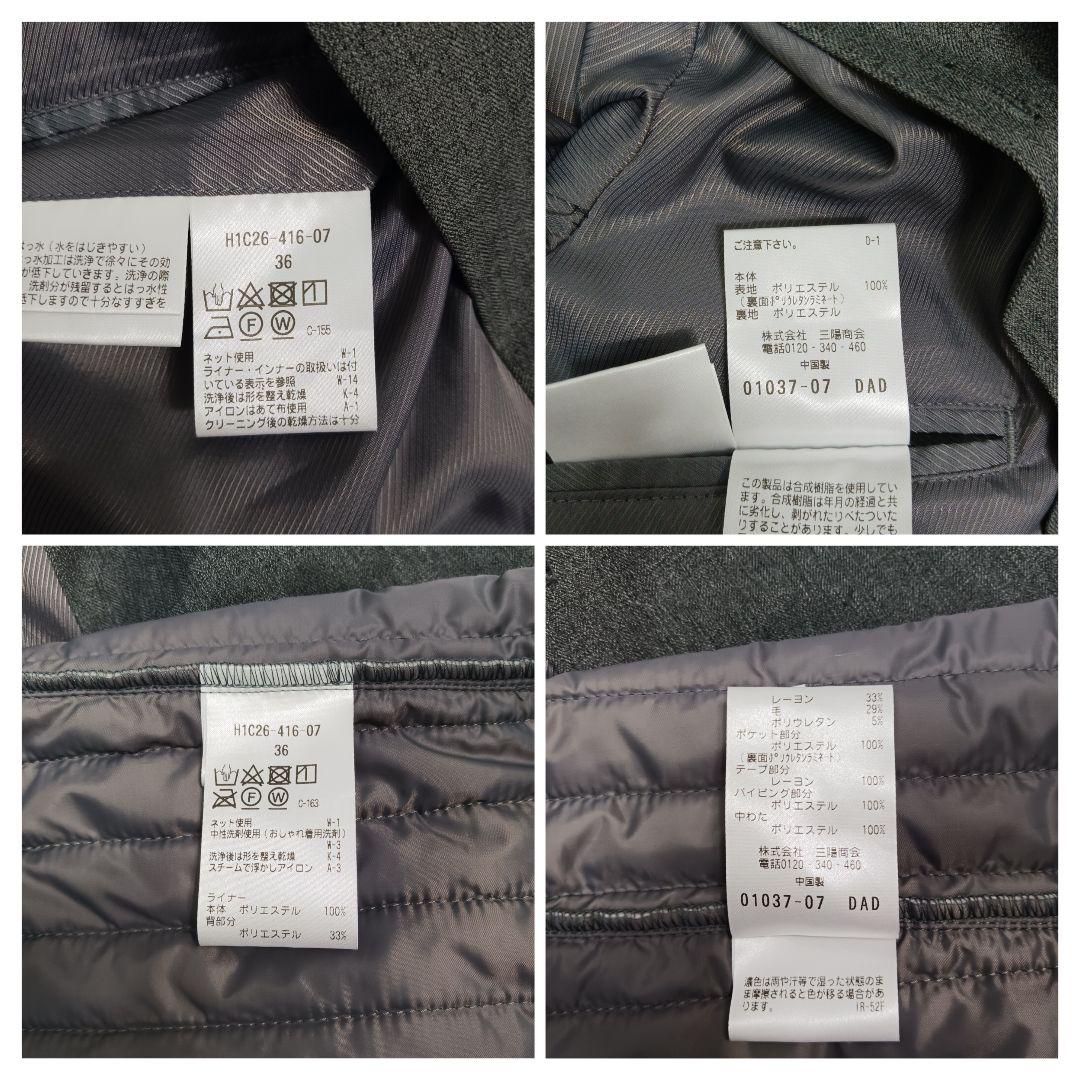 はっ水(水をはじきやすい)
っ水加工は洗浄で徐々にその効
が低下していきます。洗浄の際
洗剤分が残留するとはっ水性
低下しますので十分なすすぎを
H1C26-416-07
36
C-155
ネット使用 W-1
ライナー・インナーの取扱いは付
いている表示を参照 W-14
洗浄後は形を整え乾燥 K-4
アイロンはあて布使用 A-1
クリーニング後の乾燥方法は十分
ご注意下さい。 D-1
本体
表地 ポリエステル 100%
(裏面ポリウレタンラミネート)
裏地 ポリエステル
株式会社 三陽商会
電話0120-340-460
中国製
01037-07 DAD
この製品は合成樹脂を使用してい
ます。合成樹脂は年月の経過と共
に劣化し、剥がれたりべたついた
りすることがあります。少しでも
H1C26-416-07
36
C-163
ネット使用 W-1
中性洗剤使用(おしゃれ着用洗剤)
W-3
洗浄後は形を整え乾燥 K-4
スチームで浮かしアイロン A-3
ライナー
本体 ポリエステル 100%
背部分
ポリエステル 33%
レーヨン 33%
毛 29%
ポリウレタン 5%
ポケット部分
ポリエステル 100%
(裏面ポリウレタンラミネート)
テープ部分
レーヨン 100%
パイピング部分
ポリエステル 100%
中わた
ポリエステル 100%
株式会社 三陽商会
電話0120-340-460
中国製
01037-07 DAD
濃色は雨や汗等で湿った状態のま
ま摩擦されると色が移る場合があ
ります。 IR-52F